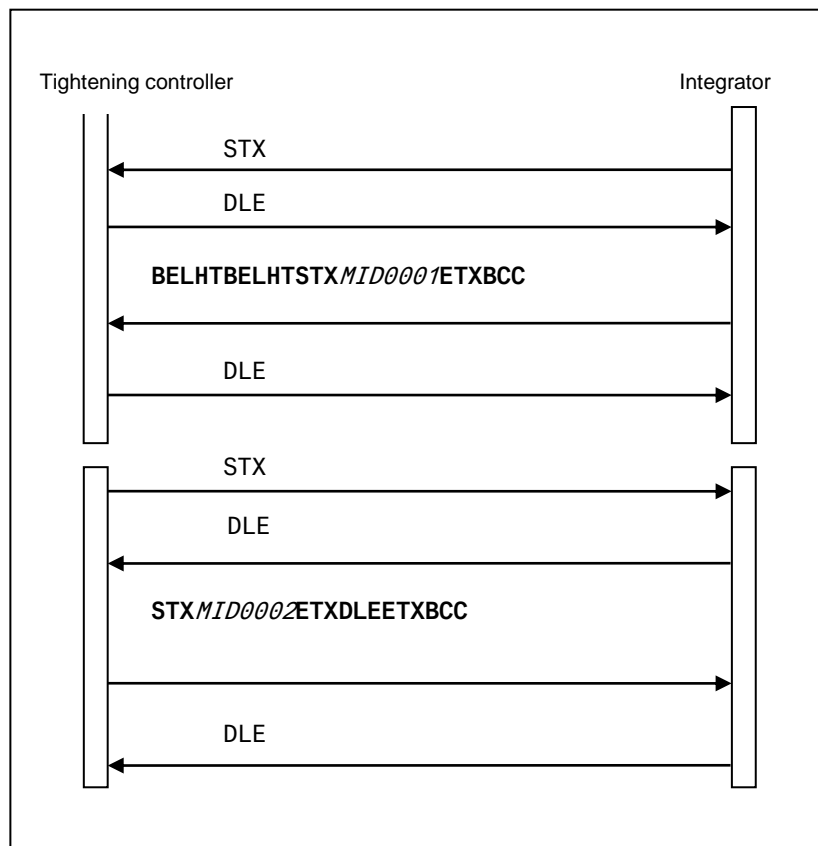 Tightening controller Integrator
STX
DLE
BELHTBELHTSTXMID0001ETXBCC
DLE
STX
DLE
STXMID0002ETXDLEETXBCC
DLE